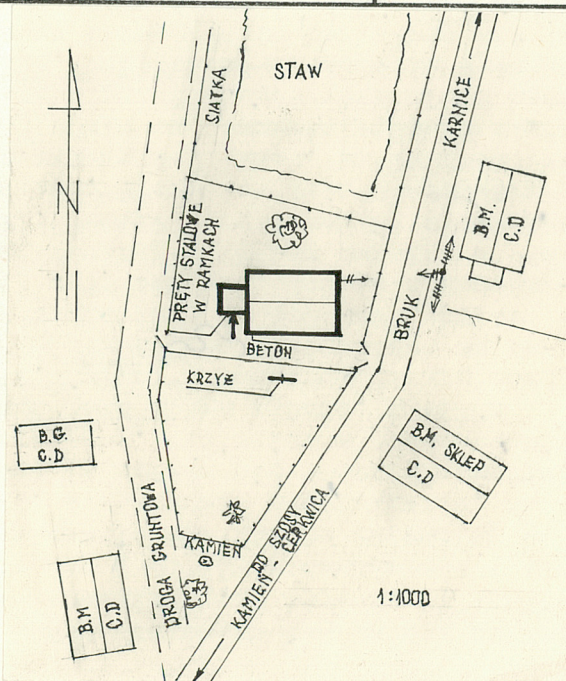 STAW
SIATKA
KARNICE
N
B.M.
C.D
PRĘTY STALOWE
W RAMKACH
BRUK
BETON
KRZYŻ
B.G.
C.D
B.M. SKLEP
C.D.
DROGA GRUNTOWA
KAMIEŃ
DO SZOSY
KAMIEŃ - CERKWICA
B.M
C.D
1:1000